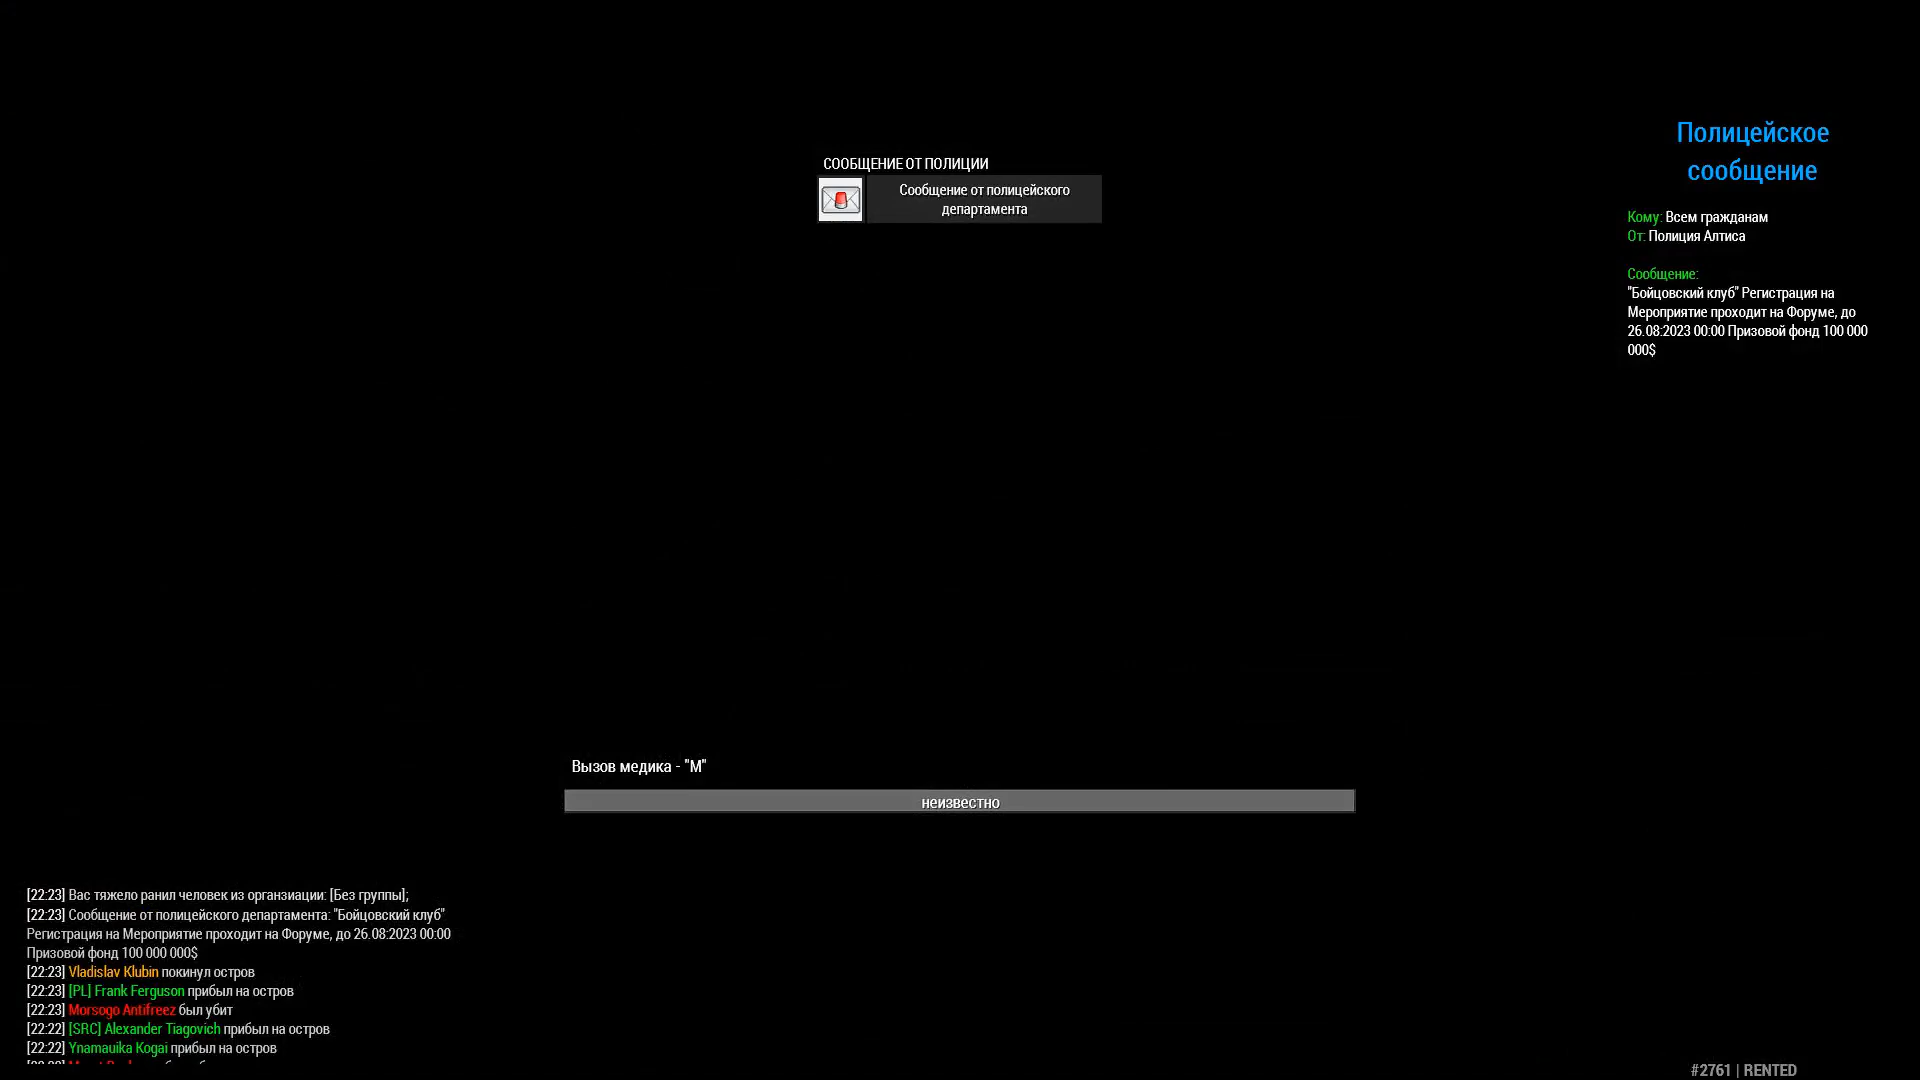 СООБЩЕНИЕ ОТ ПОЛИЦИИ
Сообщение от полицейского
департамента
Полицейское
сообщение
Кому: Всем гражданам
От: Полиция Алтиса
Сообщение:
"Бойцовский клуб" Регистрация на
Мероприятие проходит на Форуме, до
26.08:2023 00:00 Призовой фонд 100 000
000$
Вызов медика - "М"
неизвестно
[22:23] Вас тяжело ранил человек из органзиации: [Без группы];
[22:23] Сообщение от полицейского департамента: "Бойцовский клуб"
Регистрация на Мероприятие проходит на Форуме, до 26.08:2023 00:00
Призовой фонд 100 000 000$
[22:23] Vladislav Klubin покинул остров
[22:23] [PL] Frank Ferguson прибыл на остров
[22:23] Morsogo Antifreez был убит
[22:22] [SRC] Alexander Tiagovich прибыл на остров
[22:22] Ynamauika Kogai прибыл на остров
#2761 | RENTED